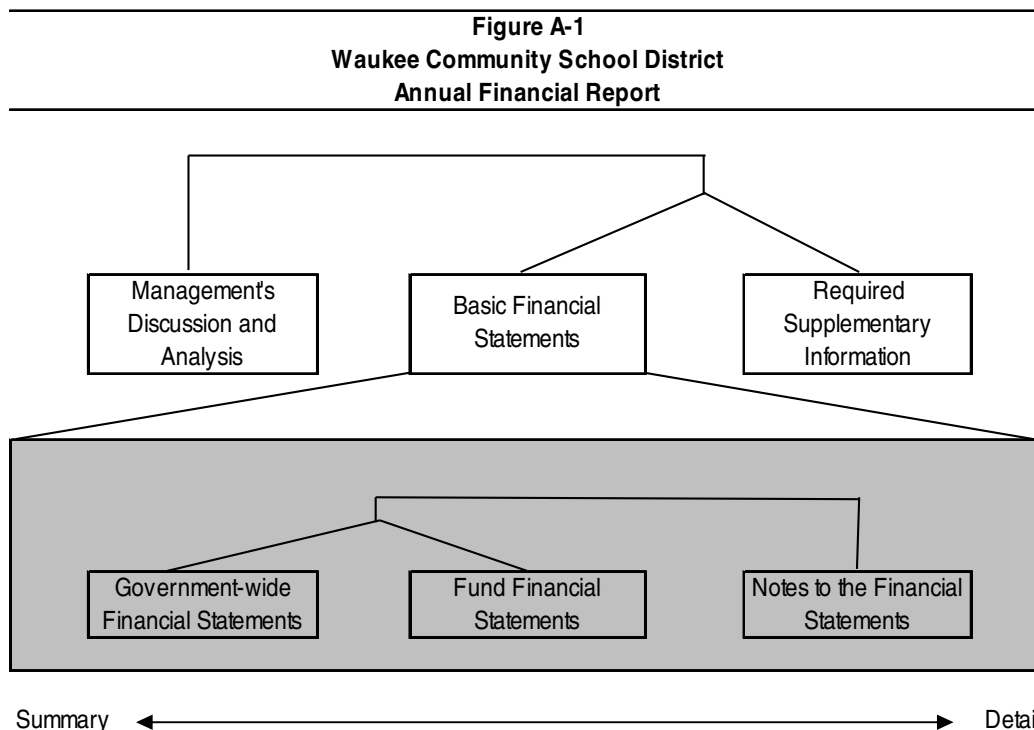 Figure A-1
Waukee Community School District
Annual Financial Report
Management's
Discussion and
Analysis
Basic Financial
Statements
Required
Supplementary
Information
Government-wide
Financial Statements
Fund Financial
Statements
Notes to the Financial
Statements
Summary
Detai